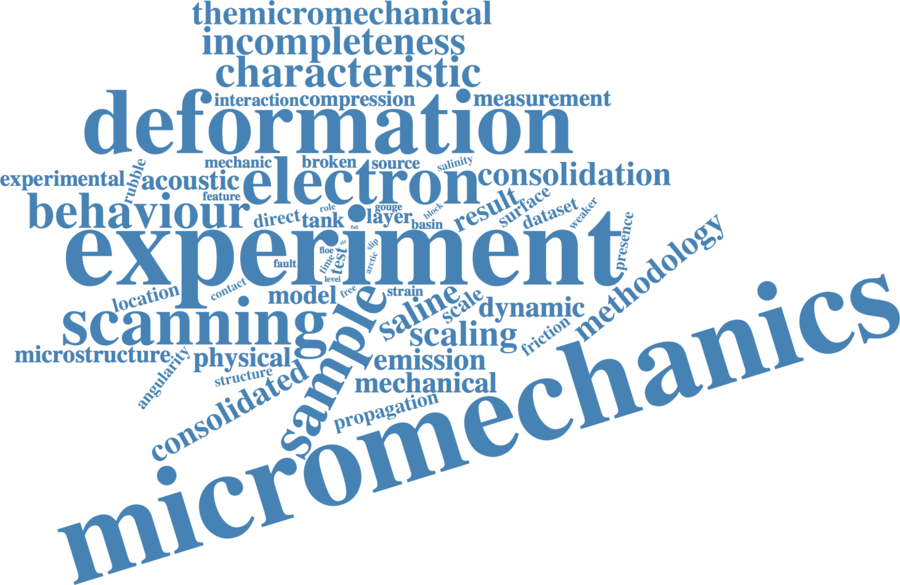 themicromechanical
incompleteness
characteristic
interaction
compression
measurement
deformation
mechanic
broken
source
salinity
experimental
rubble
acoustic
feature
electron
consolidation
behaviour
direct
role
tank
gouge
layer
block
basin
result
surface
dataset
weaker
presence
experiment
floe
time
test
slip
arctic
fault
level
free
strain
location
contact
model
sample
saline
scale
dynamic
methodology
scanning
scaling
friction
microstructure
angularity
physical
structure
emission
mechanical
consolidated
propagation
micromechanics